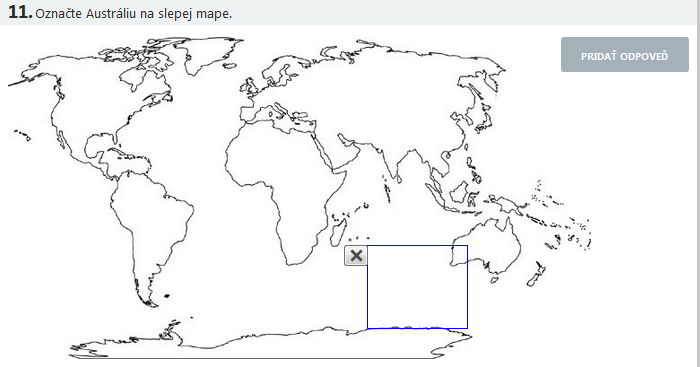 11. Označte Austráliu na slepej mape.
PRIDAŤ ODPOVEĎ